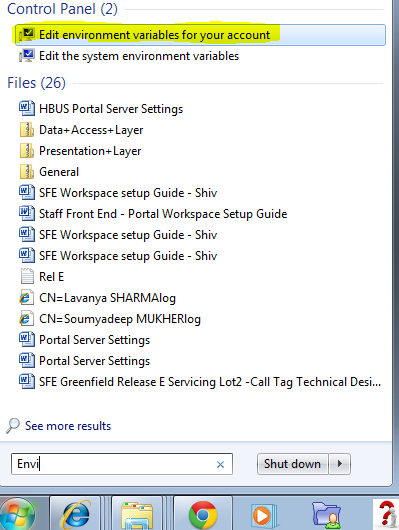 Control Panel (2)
Edit environment variables for your account
Edit the system environment variables
Files (26)
HBUS Portal Server Settings
Data+Access+Layer
Presentation+Layer
General
SFE Workspace setup Guide - Shiv
Staff Front End - Portal Workspace Setup Guide
SFE Workspace setup Guide - Shiv
SFE Workspace setup Guide - Shiv
Rel E
CN=Lavanya SHARMAlog
CN=Soumyadeep MUKHERlog
Portal Server Settings
Portal Server Settings
SFE Greenfield Release E Servicing Lot2 -Call Tag Technical Desi...
See more results
Envi
Shut down